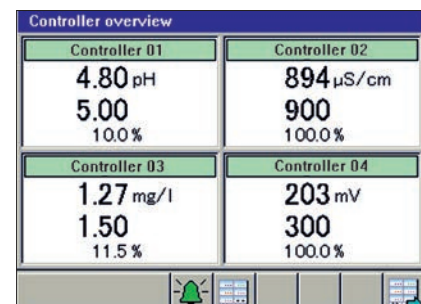 Controller overview
Controller 01
4.80 pH
5.00
10.0 %
Controller 02
894 µS/cm
900
100.0 %
Controller 03
1.27 mg/l
1.50
11.5 %
Controller 04
203 mV
300
100.0 %